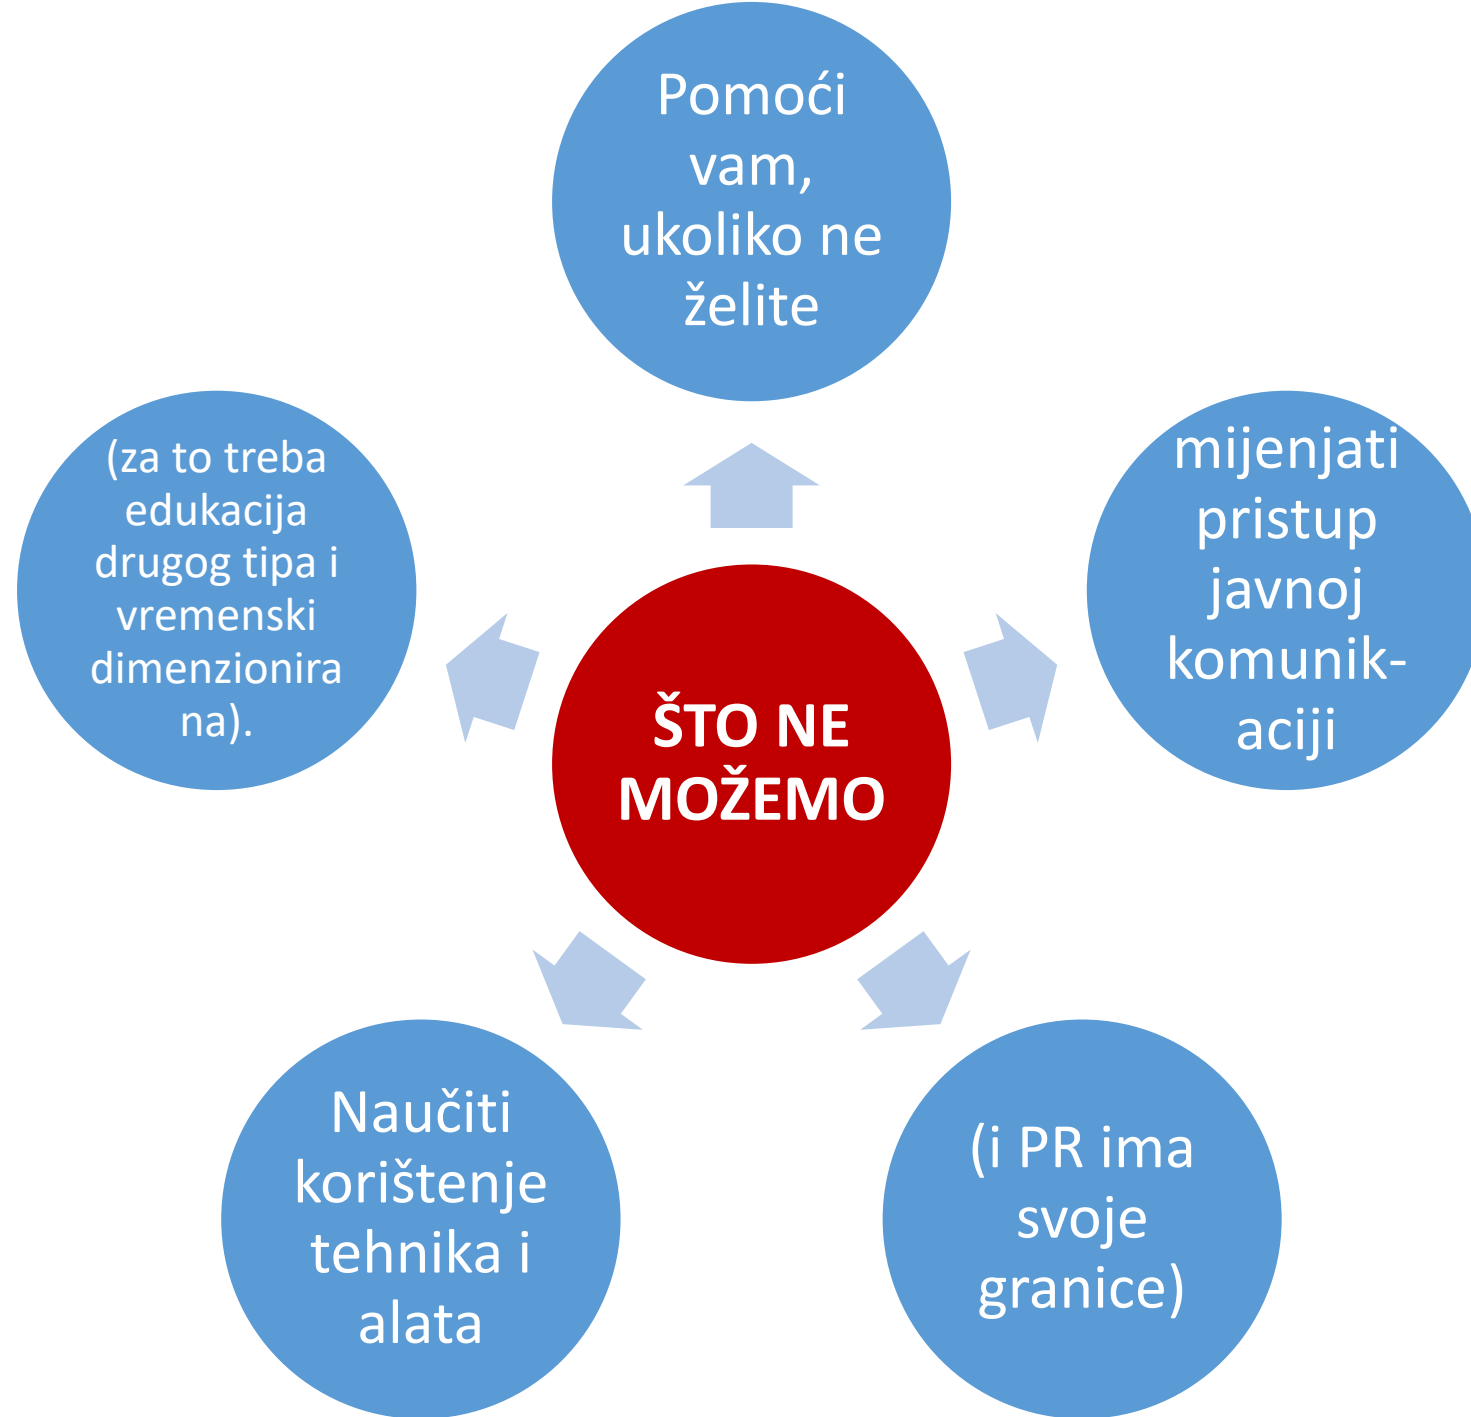 Pomoći
vam,
ukoliko ne
želite
mijenjati
pristup
javnoj
komunik-
aciji
(i PR ima
svoje
granice)
Naučiti
korištenje
tehnika i
alata
(za to treba
edukacija
drugog tipa i
vremenski
dimenzionira
na).
ŠTO NE
MOŽEMO